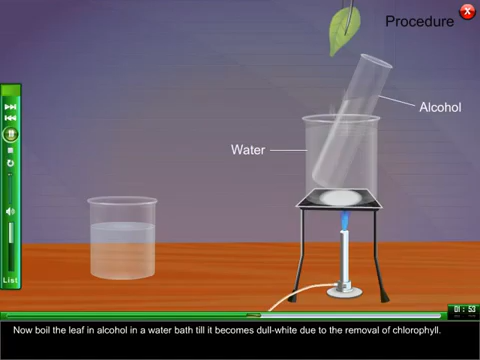 Procedure
Alcohol
Water
List
01 : 53
Now boil the leaf in alcohol in a water bath till it becomes dull-white due to the removal of chlorophyll.